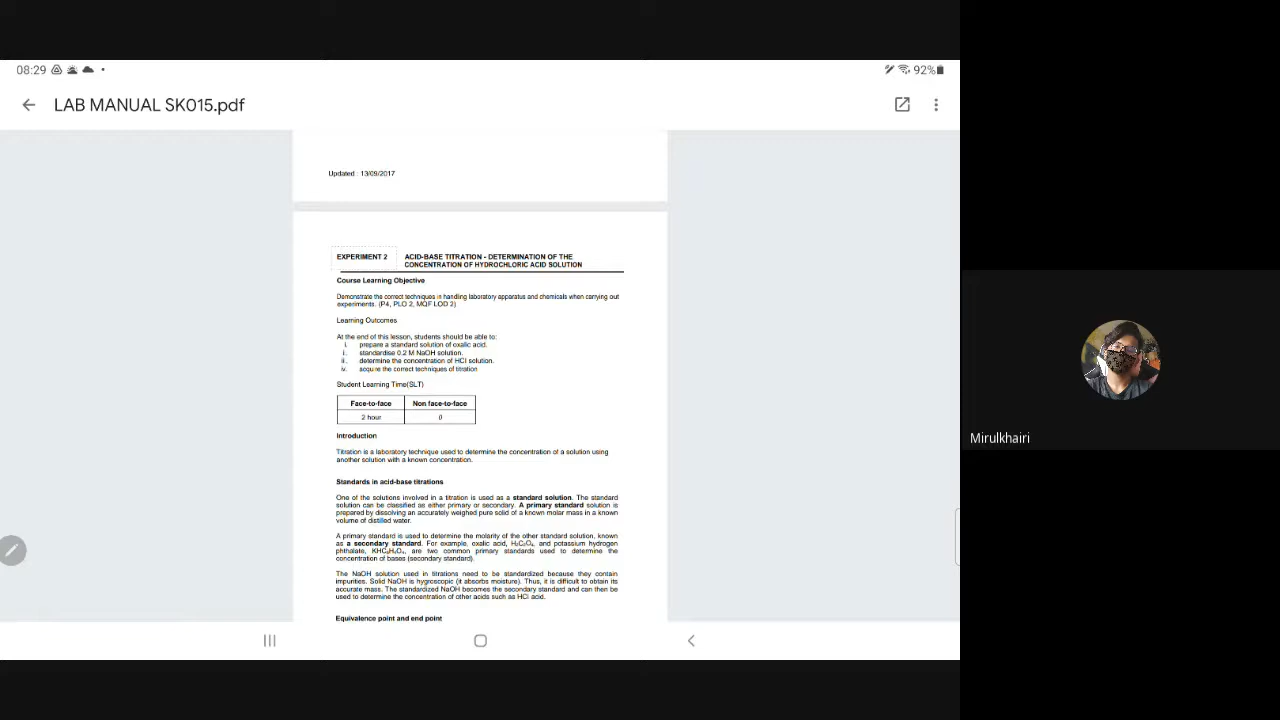 08:29
92%
LAB MANUAL SK015.pdf
Updated : 13/09/2017
EXPERIMENT 2 ACID-BASE TITRATION - DETERMINATION OF THE
CONCENTRATION OF HYDROCHLORIC ACID SOLUTION
Course Learning Objective
Demonstrate the correct techniques in handling laboratory apparatus and chemicals when carrying out
experiments. (P4, PLO 2, MQF LOD 2)
Learning Outcomes
At the end of this lesson, students should be able to:
i. prepare a standard solution of oxalic acid.
ii. standardise 0.2 M NaOH solution.
iii. determine the concentration of HCl solution.
iv. acquire the correct techniques of titration
Student Learning Time(SLT)
Face-to-face Non face-to-face
2 hour 0
Introduction
Titration is a laboratory technique used to determine the concentration of a solution using
another solution with a known concentration.
Standards in acid-base titrations
One of the solutions involved in a titration is used as a standard solution. The standard
solution can be classified as either primary or secondary. A primary standard solution is
prepared by dissolving an accurately weighed pure solid of a known molar mass in a known
volume of distilled water.
A primary standard is used to determine the molarity of the other standard solution, known
as a secondary standard. For example, oxalic acid, H₂C₂O₄, and potassium hydrogen
phthalate, KHC₈H₄O₄, are two common primary standards used to determine the
concentration of bases (secondary standard).
The NaOH solution used in titrations need to be standardized because they contain
impurities. Solid NaOH is hygroscopic (it absorbs moisture). Thus, it is difficult to obtain its
accurate mass. The standardized NaOH becomes the secondary standard and can then be
used to determine the concentration of other acids such as HCl acid.
Equivalence point and end point
Mirulkhairi